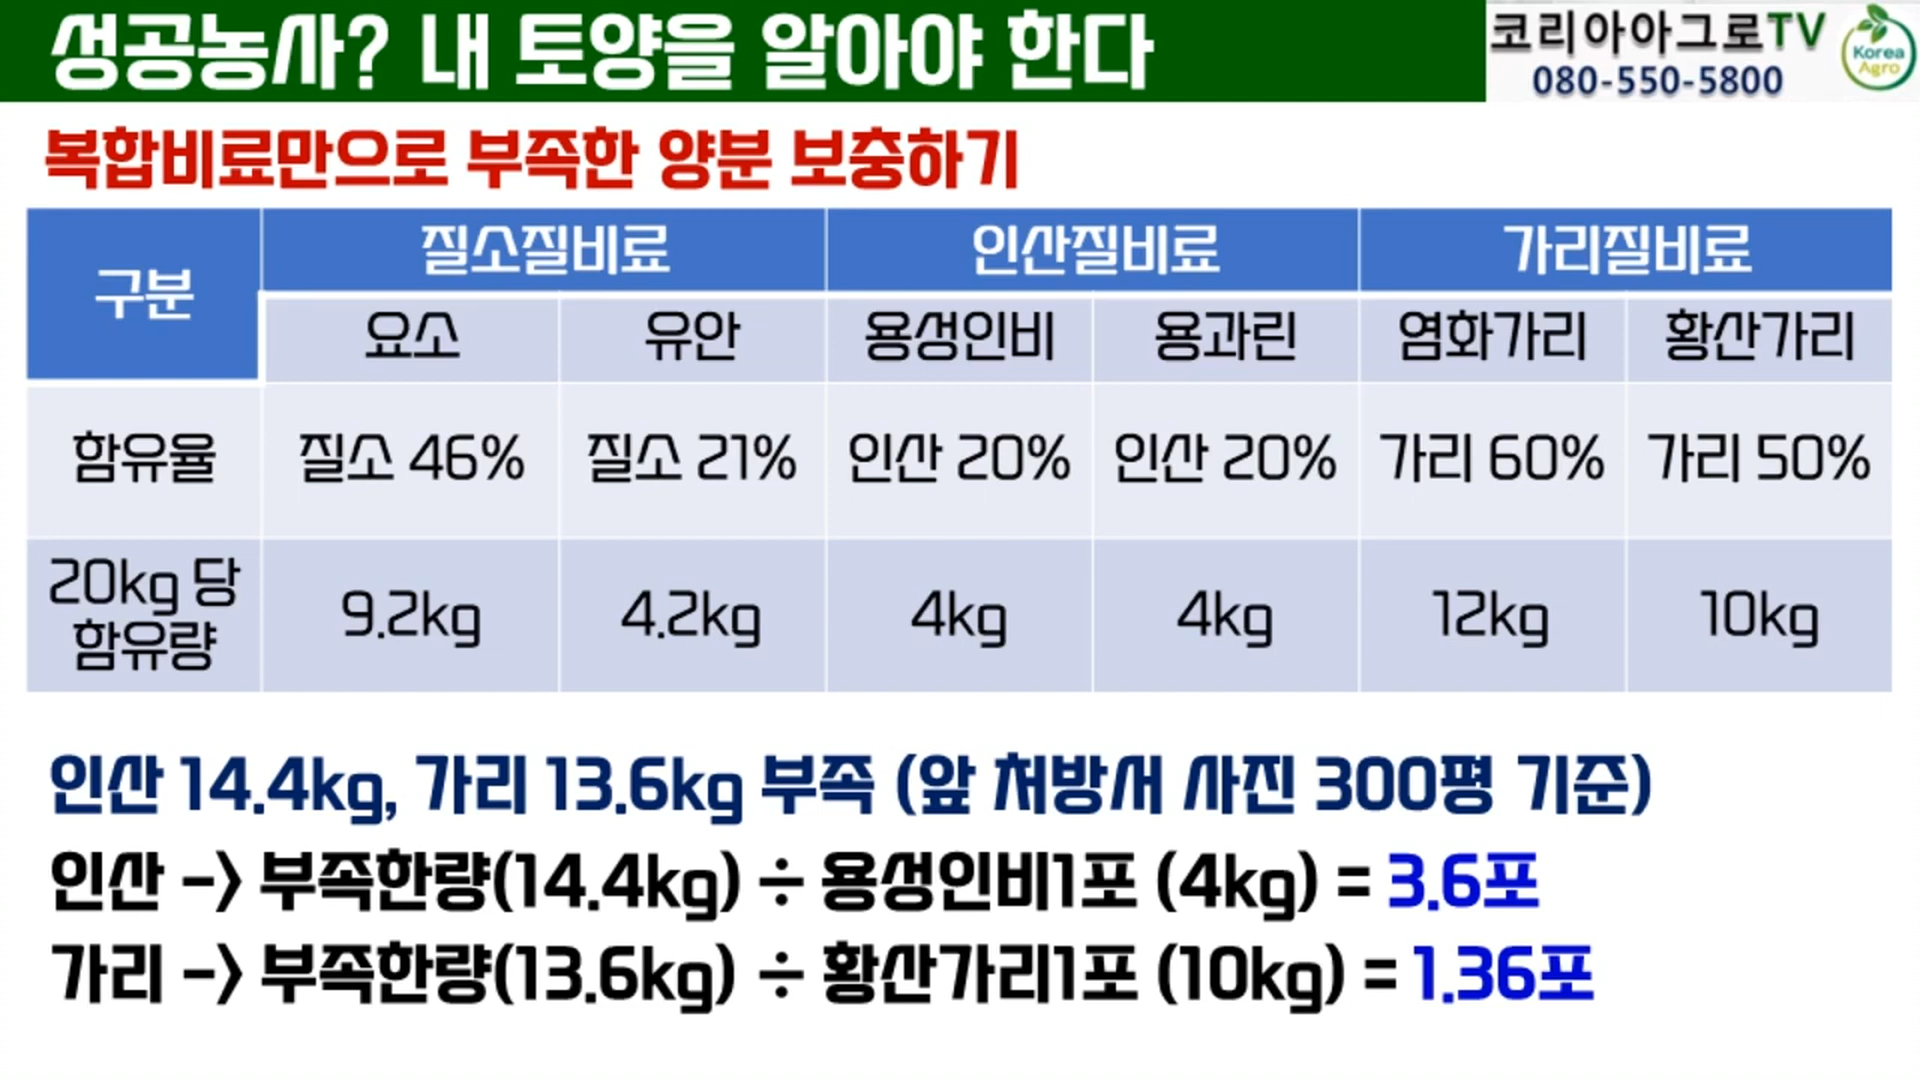 성공농사? 내 토양을 알아야 한다
코리아아그로TV
080-550-5800
Korea
Agro
복합비료만으로 부족한 양분 보충하기
구분 질소질비료 인산질비료 가리질비료
요소 유안 용성인비 용과린 염화가리 황산가리
함유율 질소 46% 질소 21% 인산 20% 인산 20% 가리 60% 가리 50%
20kg 당
함유량 9.2kg 4.2kg 4kg 4kg 12kg 10kg
인산 14.4kg, 가리 13.6kg 부족 (앞 처방서 사진 300평 기준)
인산 -> 부족한량(14.4kg) ÷ 용성인비1포 (4kg) = 3.6포
가리 -> 부족한량(13.6kg) ÷ 황산가리1포 (10kg) = 1.36포